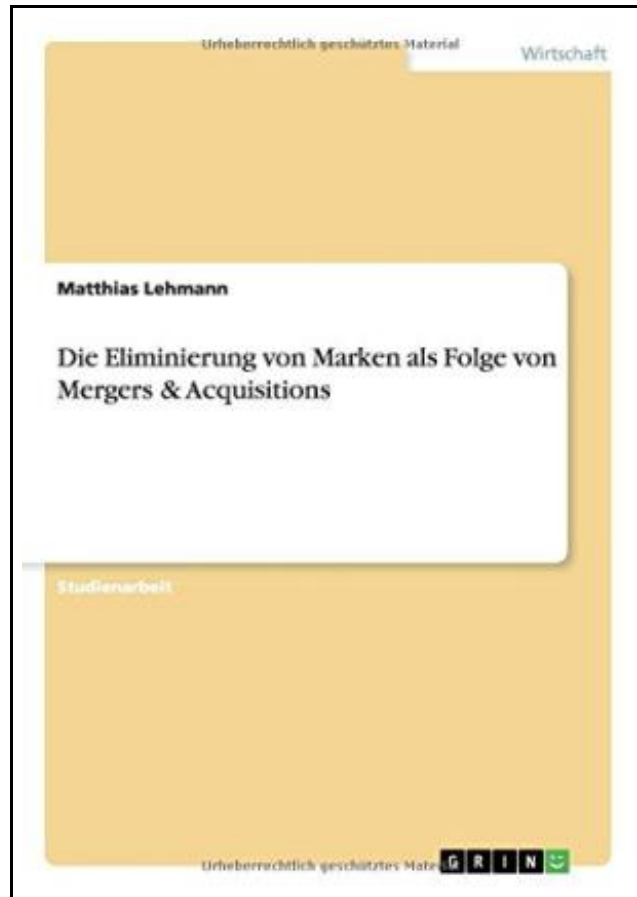 Urheberrechtlich geschütztes Material
Wirtschaft
Matthias Lehmann
Die Eliminierung von Marken als Folge von
Mergers & Acquisitions
Studienarbeit
Urheberrechtlich geschütztes Mate
GRIN